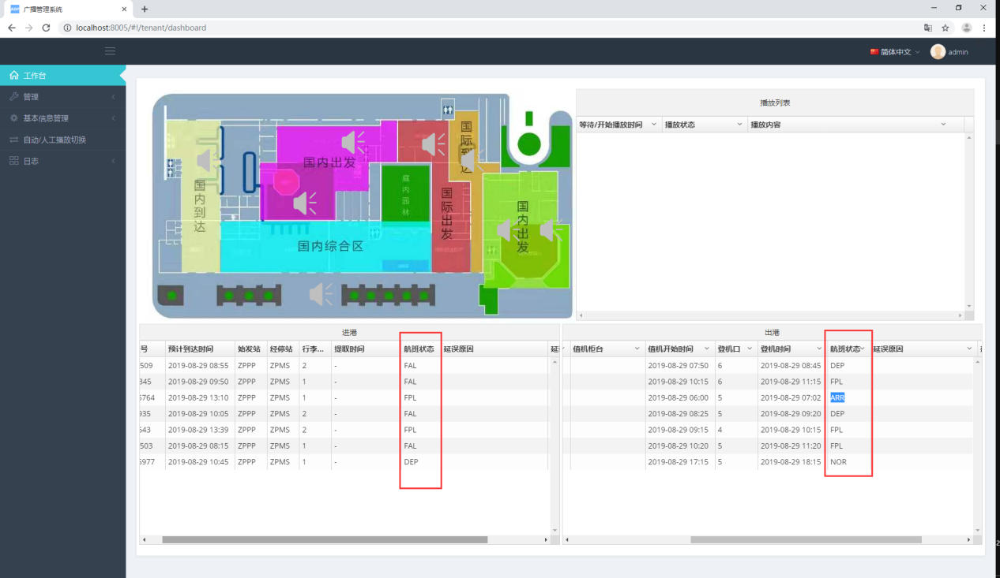 广播管理系统
localhost:8005/#!/tenant/dashboard
简体中文 admin
工作台
管理
基本信息管理
自动/人工播放切换
日志
国内到达
国内出发
国际到达
庭内园林
国际出发
国内出发
国内综合区
播放列表
等待/开始播放时间 播放状态 播放内容
进港
号 预计到达时间 始发站 经停站 行李... 提取时间 航班状态 延误原因
509 2019-08-29 08:55 ZPPP ZPMS 2 - FAL
345 2019-08-29 09:50 ZPPP ZPMS 1 - FAL
5764 2019-08-29 13:10 ZPPP ZPMS 1 - FPL
935 2019-08-29 10:05 ZPPP ZPMS 2 - FAL
543 2019-08-29 13:39 ZPPP ZPMS 2 - FPL
503 2019-08-29 08:15 ZPPP ZPMS 1 - FAL
5977 2019-08-29 10:45 ZPPP ZPMS 1 - DEP
出港
值机柜台 值机开始时间 登机口 登机时间 航班状态 延误原因
2019-08-29 07:50 6 2019-08-29 08:45 DEP
2019-08-29 10:15 6 2019-08-29 11:15 FPL
2019-08-29 06:00 5 2019-08-29 07:02 ARR
2019-08-29 08:25 5 2019-08-29 09:20 DEP
2019-08-29 09:15 4 2019-08-29 10:15 FPL
2019-08-29 10:20 5 2019-08-29 11:20 FPL
2019-08-29 17:15 5 2019-08-29 18:15 NOR